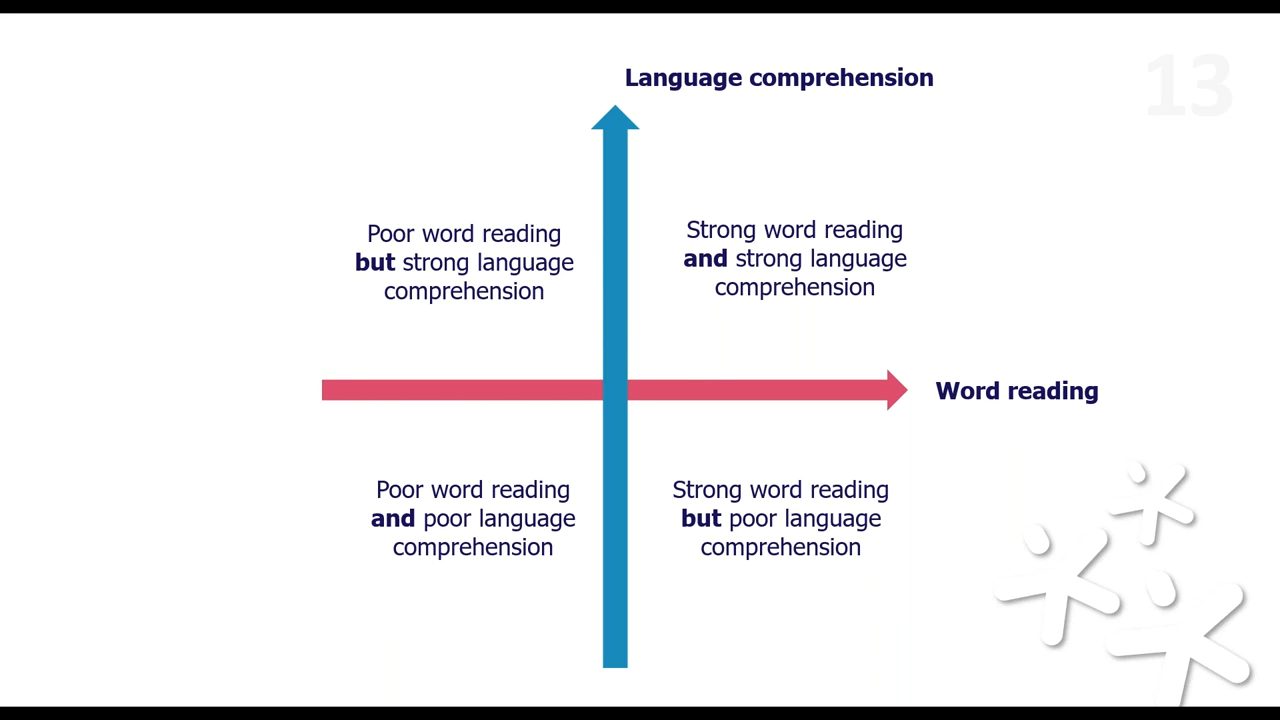 13
Language comprehension
Poor word reading
but strong language
comprehension
Strong word reading
and strong language
comprehension
Word reading
Poor word reading
and poor language
comprehension
Strong word reading
but poor language
comprehension